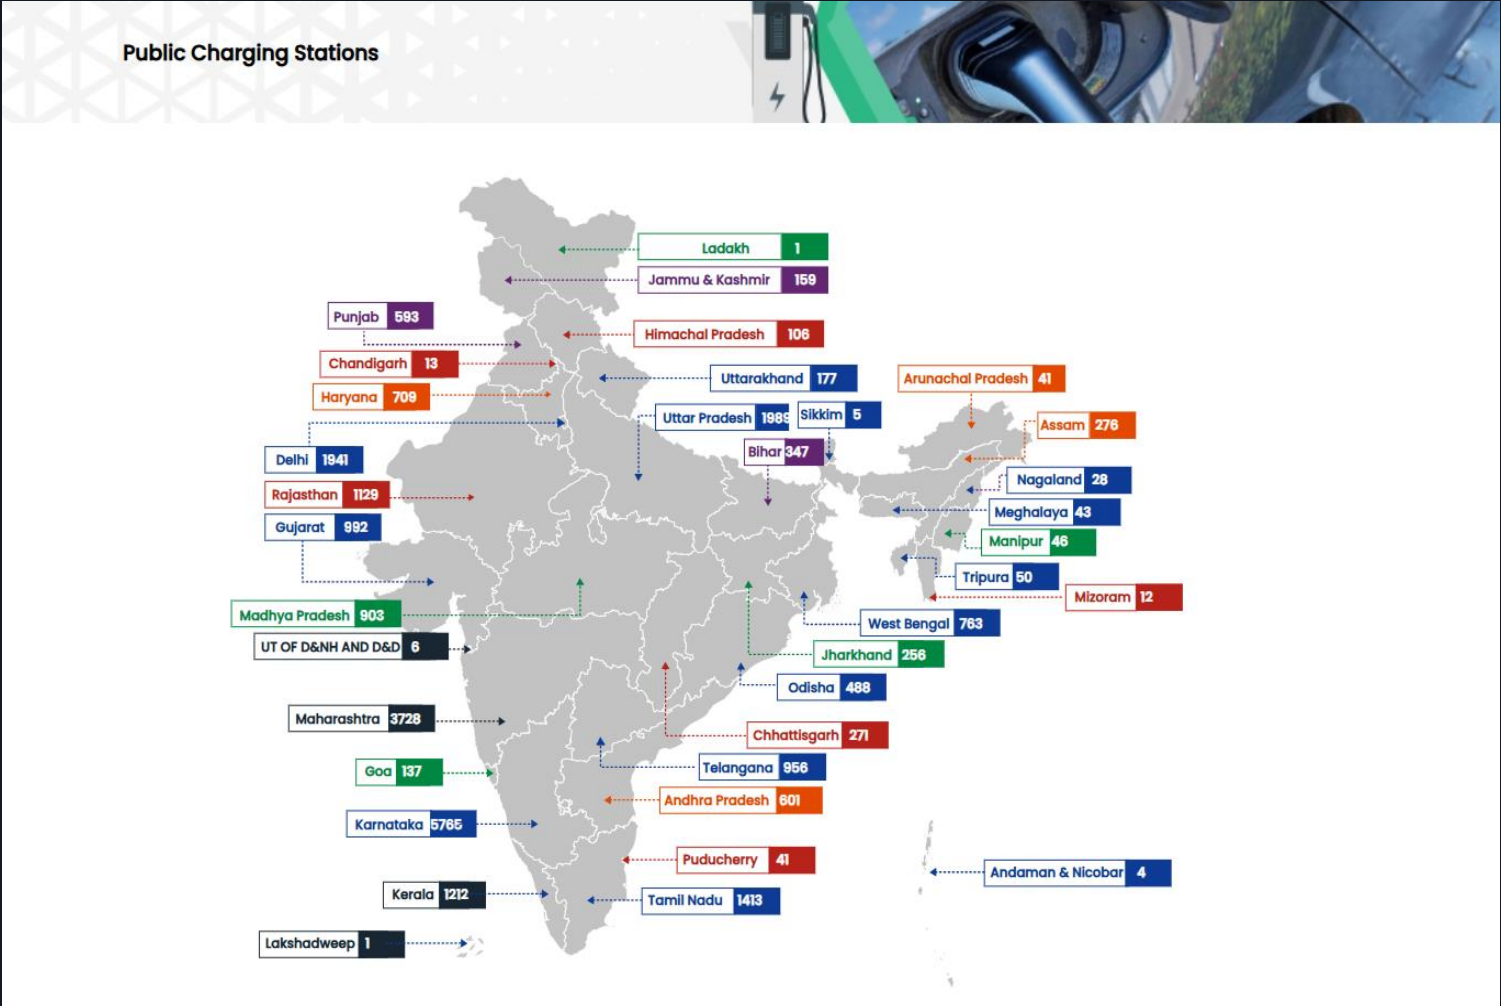 Public Charging Stations
Ladakh 1
Jammu & Kashmir 159
Punjab 593
Himachal Pradesh 106
Chandigarh 13
Uttarakhand 177
Arunachal Pradesh 41
Haryana 709
Uttar Pradesh 1989
Sikkim 5
Assam 276
Bihar 347
Delhi 1941
Nagaland 28
Rajasthan 1129
Meghalaya 43
Gujarat 992
Manipur 46
Tripura 50
Mizoram 12
Madhya Pradesh 903
West Bengal 763
UT OF D&NH AND D&D 6
Jharkhand 256
Odisha 488
Maharashtra 3728
Chhattisgarh 271
Telangana 956
Goa 137
Andhra Pradesh 601
Karnataka 5765
Puducherry 41
Andaman & Nicobar 4
Kerala 1212
Tamil Nadu 1413
Lakshadweep 1